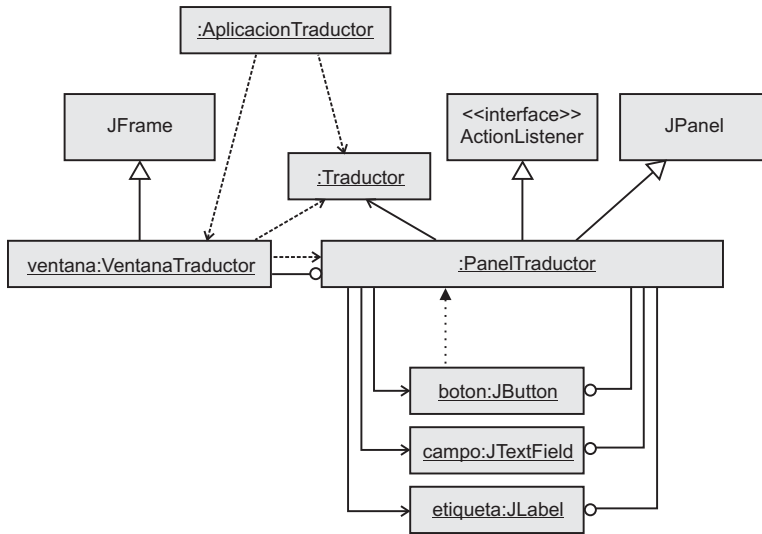 :AplicacionTraductor
JFrame
<<interface>>
ActionListener
JPanel
:Traductor
ventana:VentanaTraductor
:PanelTraductor
boton:JButton
campo:JTextField
etiqueta:JLabel